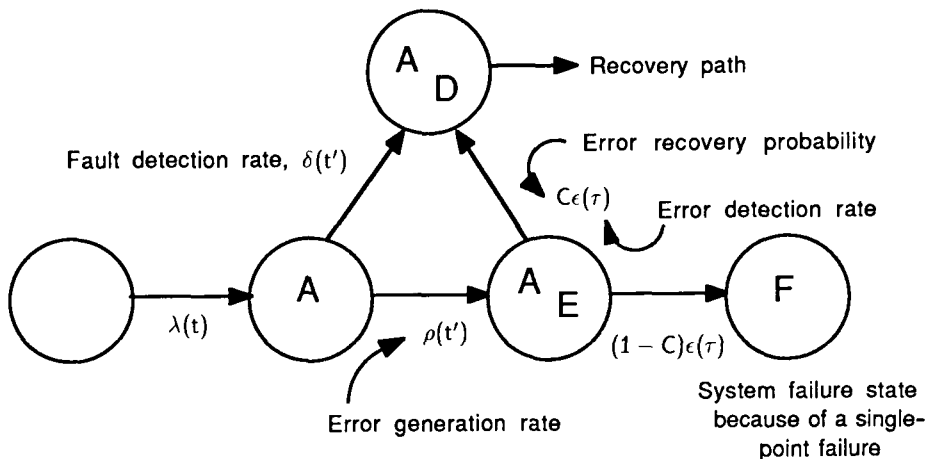 A
D
Recovery path
Error recovery probability
Fault detection rate, δ(t′)
Cϵ(τ)
Error detection rate
A
A
E
F
λ(t)
ρ(t′)
(1 − C)ϵ(τ)
Error generation rate
System failure state
because of a single-
point failure